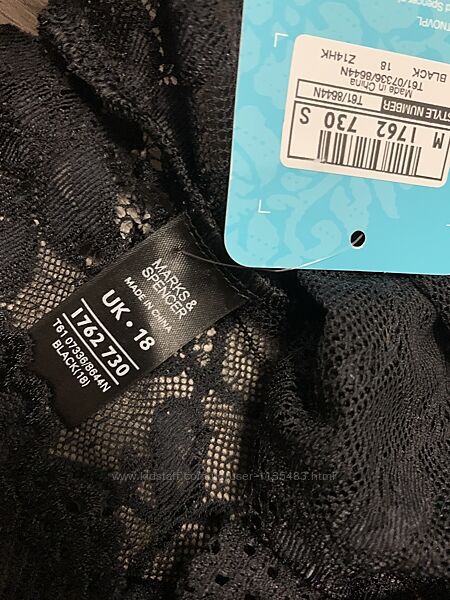 MARKS &
SPENCER
MADE IN CHINA
UK • 18
1762 730
T61 07336/8644N
BLACK(18)
M 1762 730 S
STYLE NUMBER
T61/8644N
Made in China
T61/07336/8644N
BLACK 18 Z14HK